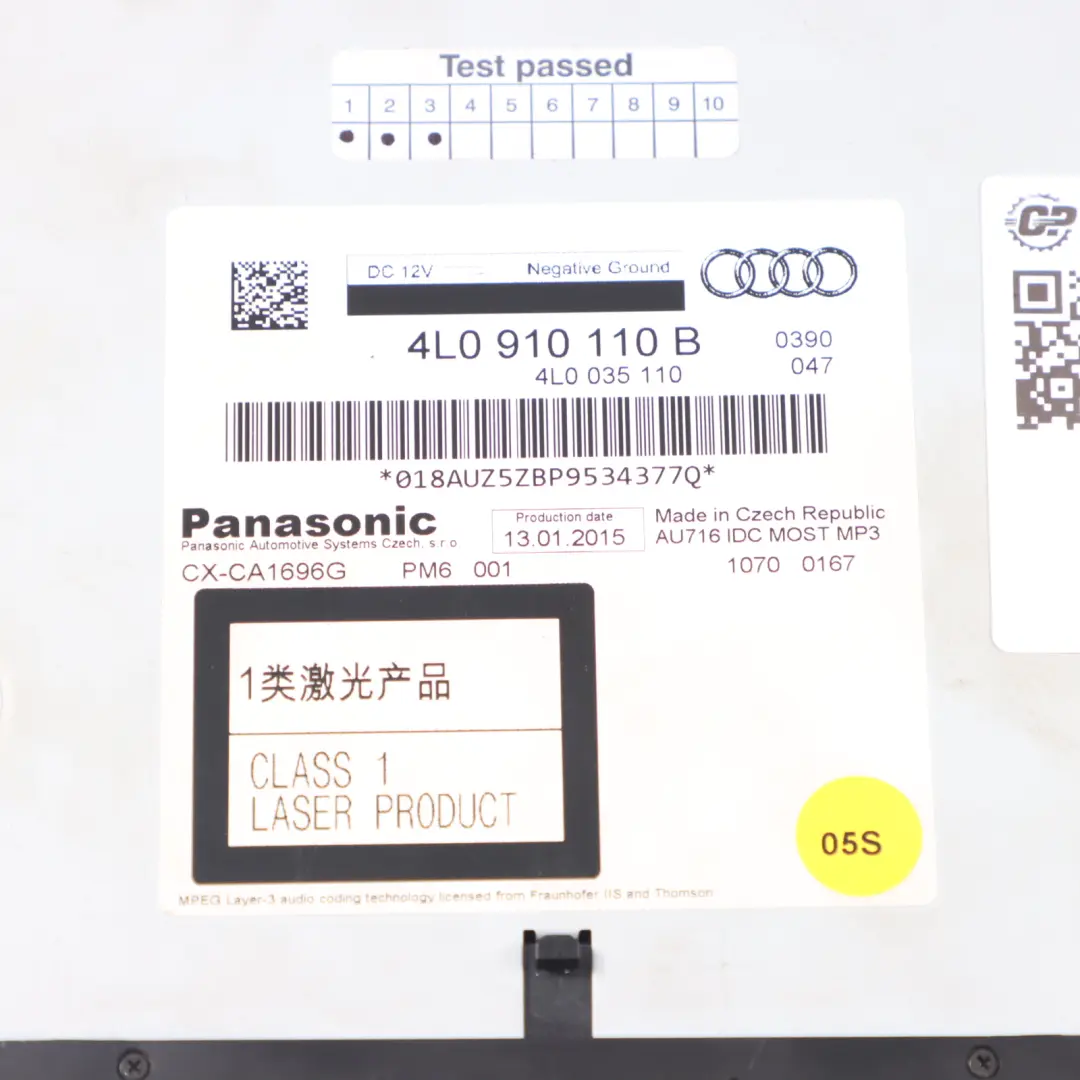 Test passed
1 2 3 4 5 6 7 8 9 10
CP
DC 12V Negative Ground
4L0 910 110 B 0390
4L0 035 110 047
*018AUZ5ZBP9534377Q*
Panasonic
Panasonic Automotive Systems Czech, s.r.o
Production date
13.01.2015
Made in Czech Republic
AU716 IDC MOST MP3
CX-CA1696G PM6 001 1070 0167
1类激光产品
CLASS 1
LASER PRODUCT
05S
MPEG Layer-3 audio coding technology licensed from Fraunhofer IIS and Thomson